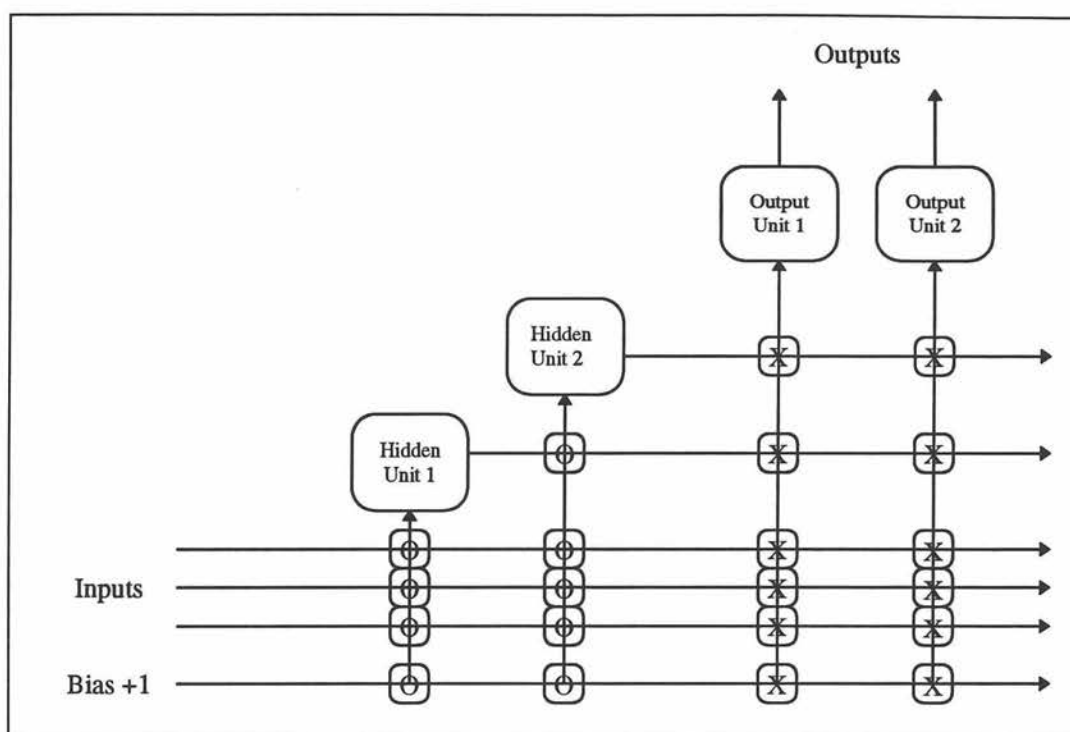 Outputs
Output
Unit 1
Output
Unit 2
Hidden
Unit 2
X
X
Hidden
Unit 1
O
X
X
O
O
X
X
Inputs
O
O
X
X
O
O
X
X
Bias +1
O
O
X
X